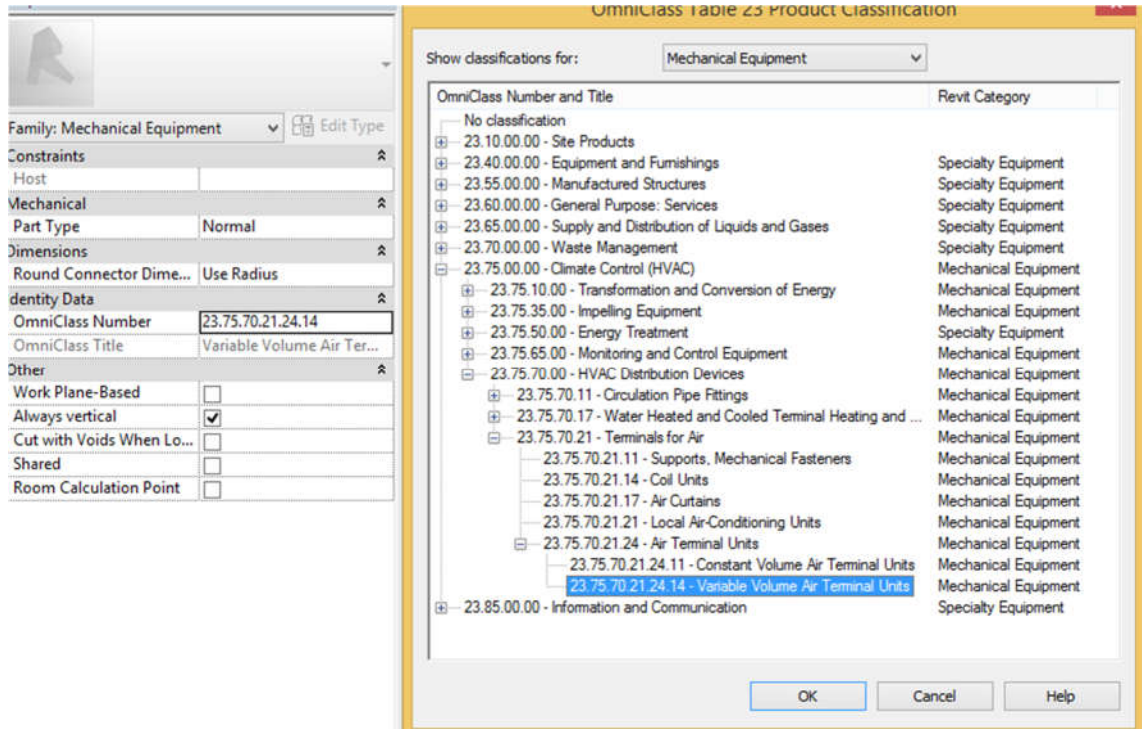 Family: Mechanical Equipment Edit Type
Constraints
Host
Mechanical
Part Type Normal
Dimensions
Round Connector Dime... Use Radius
Identity Data
OmniClass Number 23.75.70.21.24.14
OmniClass Title Variable Volume Air Ter...
Other
Work Plane-Based
Always vertical
Cut with Voids When Lo...
Shared
Room Calculation Point
OmniClass Table 23 Product Classification
Show classifications for: Mechanical Equipment
OmniClass Number and Title Revit Category
No classification
23.10.00.00 - Site Products
23.40.00.00 - Equipment and Furnishings Specialty Equipment
23.55.00.00 - Manufactured Structures Specialty Equipment
23.60.00.00 - General Purpose: Services Specialty Equipment
23.65.00.00 - Supply and Distribution of Liquids and Gases Specialty Equipment
23.70.00.00 - Waste Management Specialty Equipment
23.75.00.00 - Climate Control (HVAC) Mechanical Equipment
23.75.10.00 - Transformation and Conversion of Energy Mechanical Equipment
23.75.35.00 - Impelling Equipment Mechanical Equipment
23.75.50.00 - Energy Treatment Specialty Equipment
23.75.65.00 - Monitoring and Control Equipment Mechanical Equipment
23.75.70.00 - HVAC Distribution Devices Mechanical Equipment
23.75.70.11 - Circulation Pipe Fittings Mechanical Equipment
23.75.70.17 - Water Heated and Cooled Terminal Heating and ... Mechanical Equipment
23.75.70.21 - Terminals for Air Mechanical Equipment
23.75.70.21.11 - Supports, Mechanical Fasteners Mechanical Equipment
23.75.70.21.14 - Coil Units Mechanical Equipment
23.75.70.21.17 - Air Curtains Mechanical Equipment
23.75.70.21.21 - Local Air-Conditioning Units Mechanical Equipment
23.75.70.21.24 - Air Terminal Units Mechanical Equipment
23.75.70.21.24.11 - Constant Volume Air Terminal Units Mechanical Equipment
23.75.70.21.24.14 - Variable Volume Air Terminal Units Mechanical Equipment
23.85.00.00 - Information and Communication Specialty Equipment
OK Cancel Help